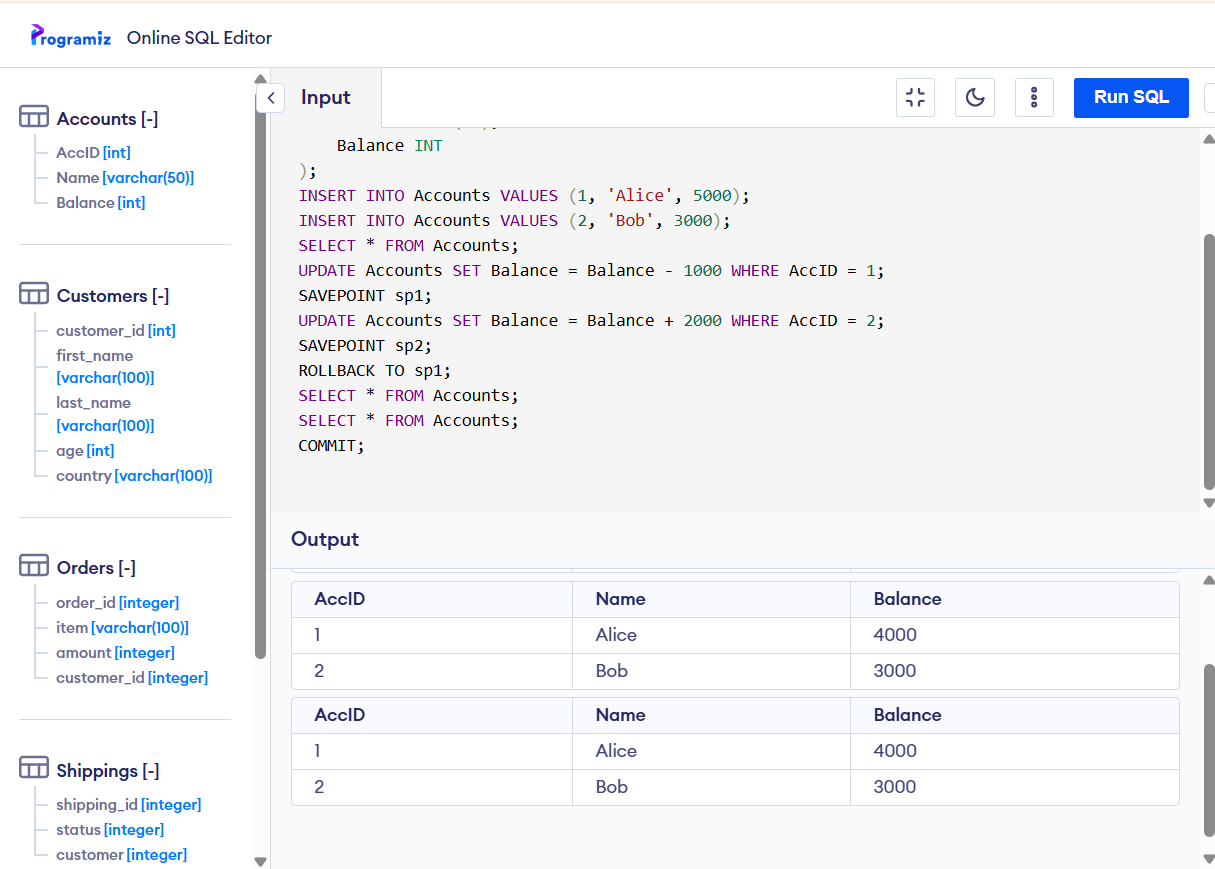 Programiz Online SQL Editor
Accounts [-]
AccID [int]
Name [varchar(50)]
Balance [int]
Customers [-]
customer_id [int]
first_name
[varchar(100)]
last_name
[varchar(100)]
age [int]
country [varchar(100)]
Orders [-]
order_id [integer]
item [varchar(100)]
amount [integer]
customer_id [integer]
Shippings [-]
shipping_id [integer]
status [integer]
customer [integer]
Input
Run SQL
Balance INT
);
INSERT INTO Accounts VALUES (1, 'Alice', 5000);
INSERT INTO Accounts VALUES (2, 'Bob', 3000);
SELECT * FROM Accounts;
UPDATE Accounts SET Balance = Balance - 1000 WHERE AccID = 1;
SAVEPOINT sp1;
UPDATE Accounts SET Balance = Balance + 2000 WHERE AccID = 2;
SAVEPOINT sp2;
ROLLBACK TO sp1;
SELECT * FROM Accounts;
SELECT * FROM Accounts;
COMMIT;
Output
AccID Name Balance
1 Alice 4000
2 Bob 3000
AccID Name Balance
1 Alice 4000
2 Bob 3000